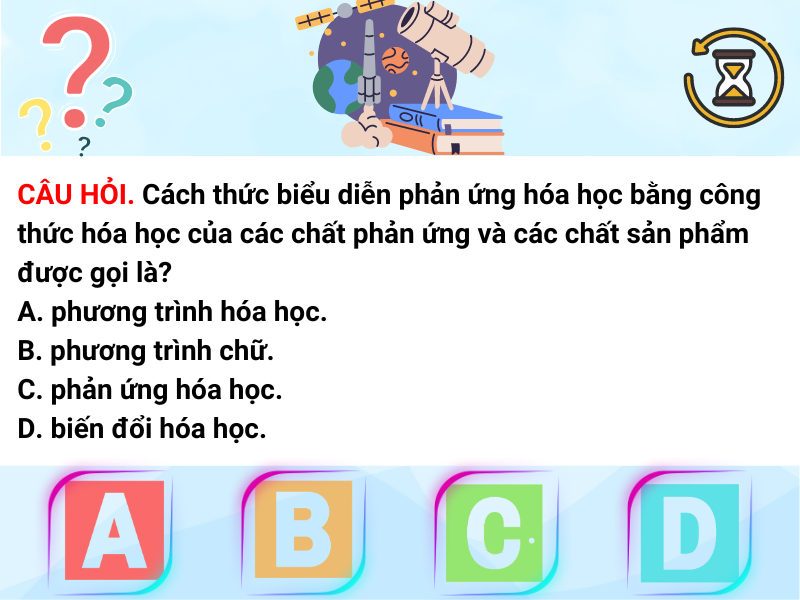 CÂU HỎI. Cách thức biểu diễn phản ứng hóa học bằng công
thức hóa học của các chất phản ứng và các chất sản phẩm
được gọi là?
A. phương trình hóa học.
B. phương trình chữ.
C. phản ứng hóa học.
D. biến đổi hóa học.
A B C D